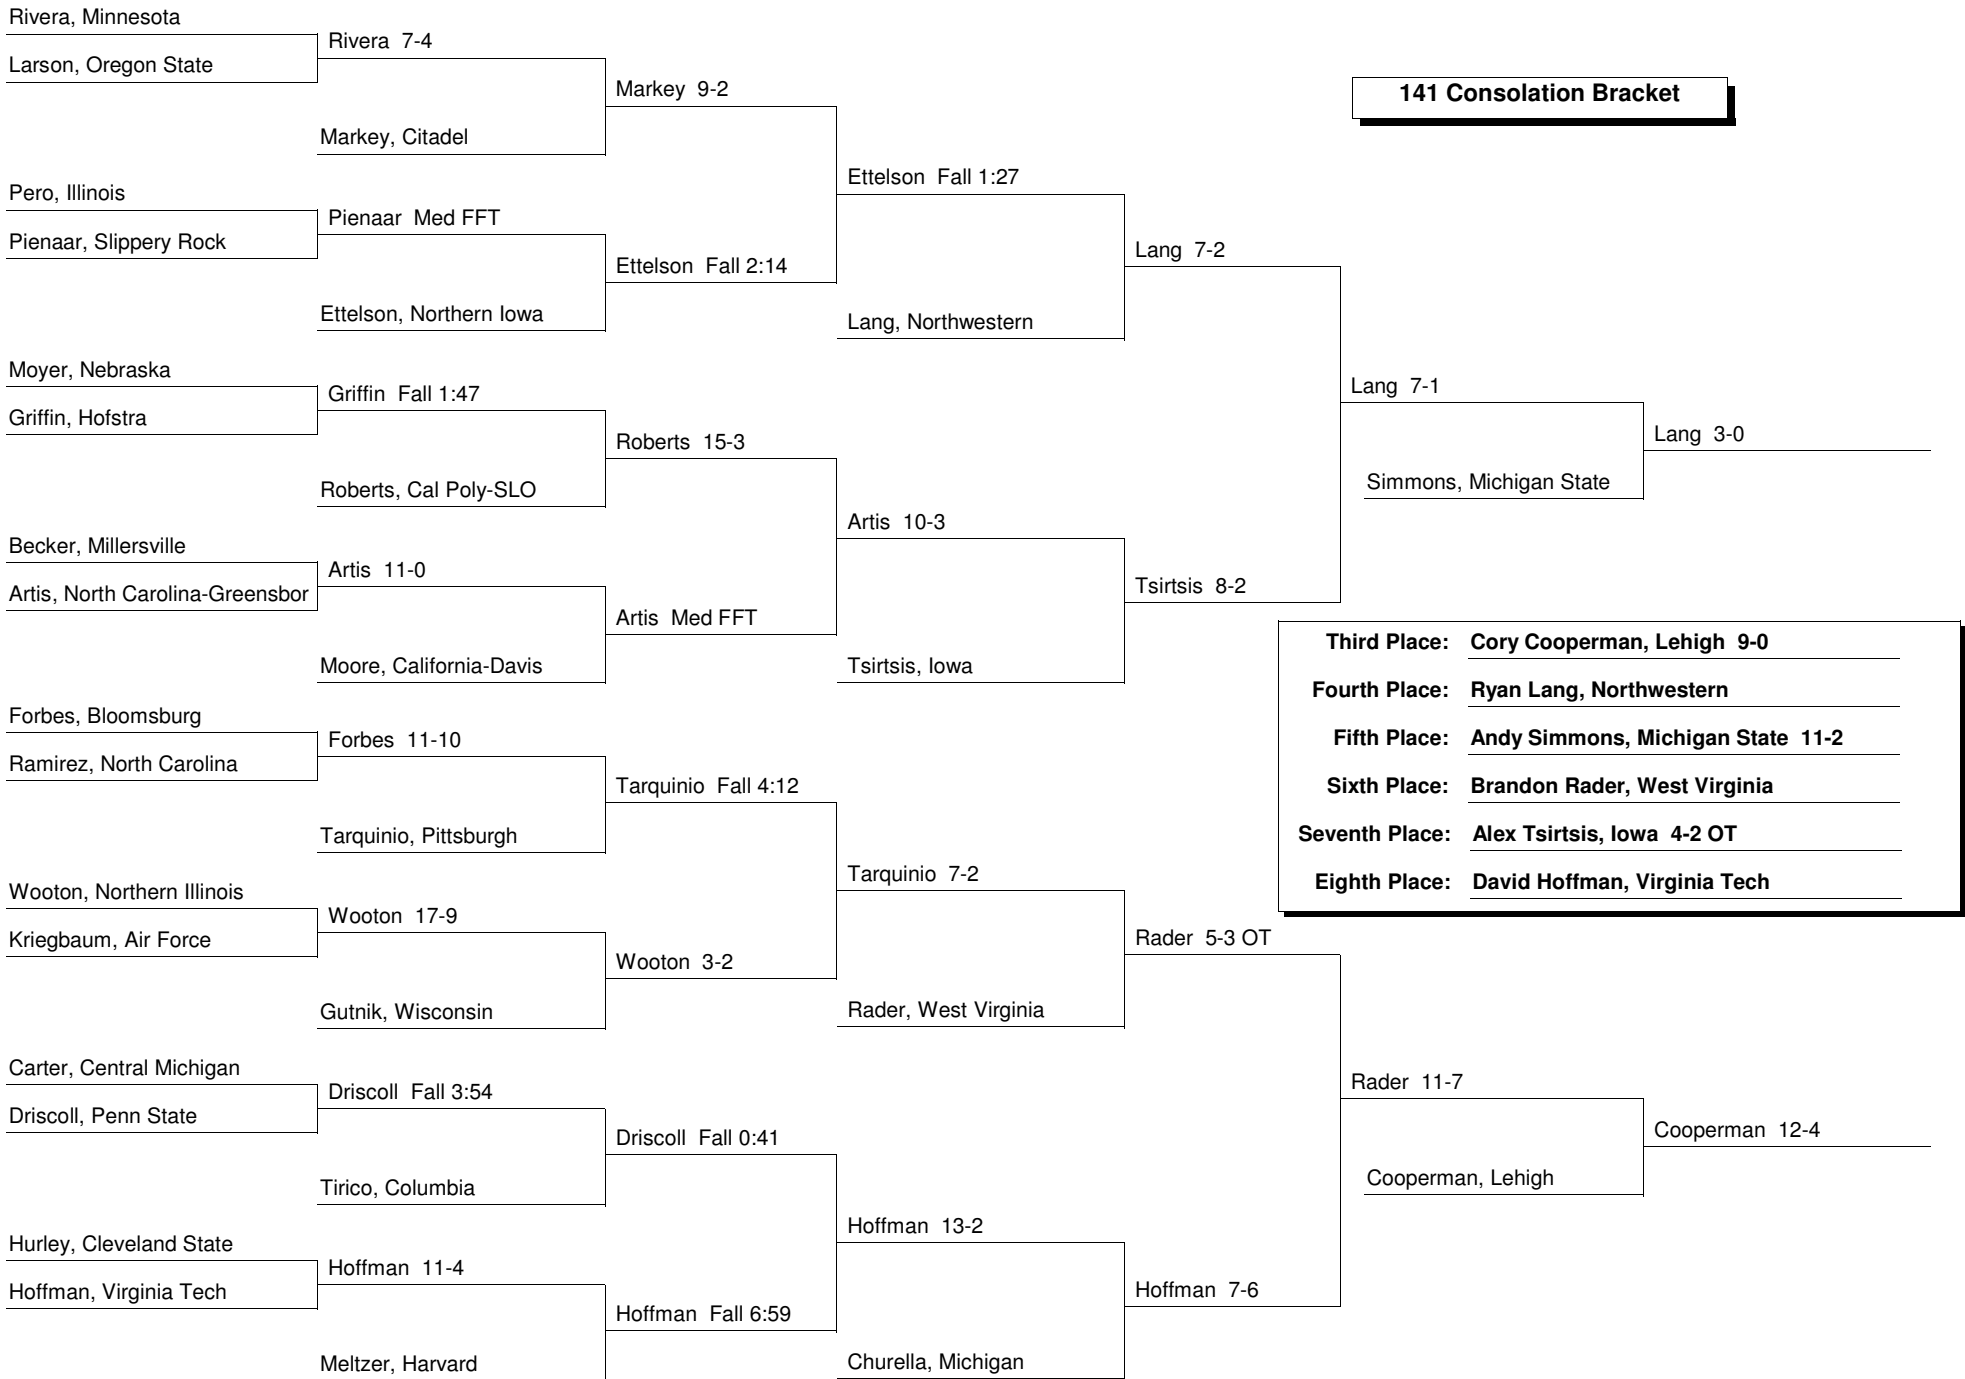 Rivera, Minnesota
Larson, Oregon State
Pero, Illinois
Pienaar, Slippery Rock
Moyer, Nebraska
Griffin, Hofstra
Becker, Millersville
Artis, North Carolina-Greensbor
Forbes, Bloomsburg
Ramirez, North Carolina
Wooton, Northern Illinois
Kriegbaum, Air Force
Carter, Central Michigan
Driscoll, Penn State
Hurley, Cleveland State
Hoffman, Virginia Tech
Rivera 7-4
Markey, Citadel
Pienaar Med FFT
Ettelson, Northern Iowa
Griffin Fall 1:47
Roberts, Cal Poly-SLO
Artis 11-0
Moore, California-Davis
Forbes 11-10
Tarquinio, Pittsburgh
Wooton 17-9
Gutnik, Wisconsin
Driscoll Fall 3:54
Tirico, Columbia
Hoffman 11-4
Meltzer, Harvard
Markey 9-2
Ettelson Fall 2:14
Roberts 15-3
Artis Med FFT
Tarquinio Fall 4:12
Wooton 3-2
Driscoll Fall 0:41
Hoffman Fall 6:59
Ettelson Fall 1:27
Lang, Northwestern
Artis 10-3
Tsirtsis, Iowa
Tarquinio 7-2
Rader, West Virginia
Hoffman 13-2
Churella, Michigan
Lang 7-2
Tsirtsis 8-2
Rader 5-3 OT
Hoffman 7-6
Lang 7-1
Simmons, Michigan State
Rader 11-7
Cooperman, Lehigh
Lang 3-0
Cooperman 12-4
141 Consolation Bracket
Third Place: Cory Cooperman, Lehigh 9-0
Fourth Place: Ryan Lang, Northwestern
Fifth Place: Andy Simmons, Michigan State 11-2
Sixth Place: Brandon Rader, West Virginia
Seventh Place: Alex Tsirtsis, Iowa 4-2 OT
Eighth Place: David Hoffman, Virginia Tech